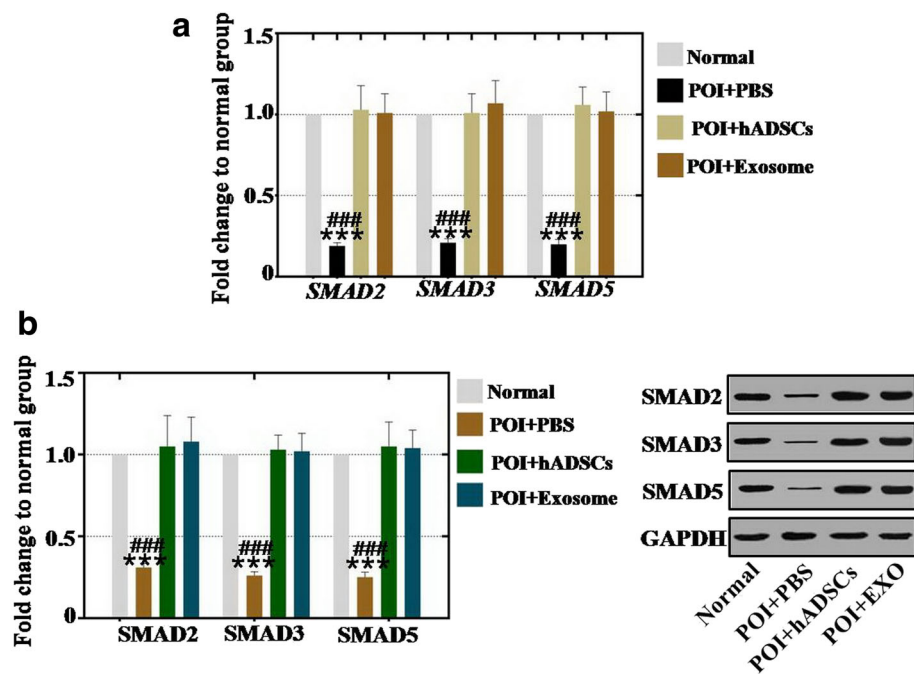 a
Fold change to normal group
1.5
1.0
0.5
0
###
***
###
***
###
***
SMAD2
SMAD3
SMAD5
Normal
POI+PBS
POI+hADSCs
POI+Exosome
b
Fold change to normal group
1.5
1.0
0.5
0
###
***
###
***
###
***
SMAD2
SMAD3
SMAD5
Normal
POI+PBS
POI+hADSCs
POI+Exosome
SMAD2
SMAD3
SMAD5
GAPDH
Normal
POI+PBS
POI+hADSCs
POI+EXO